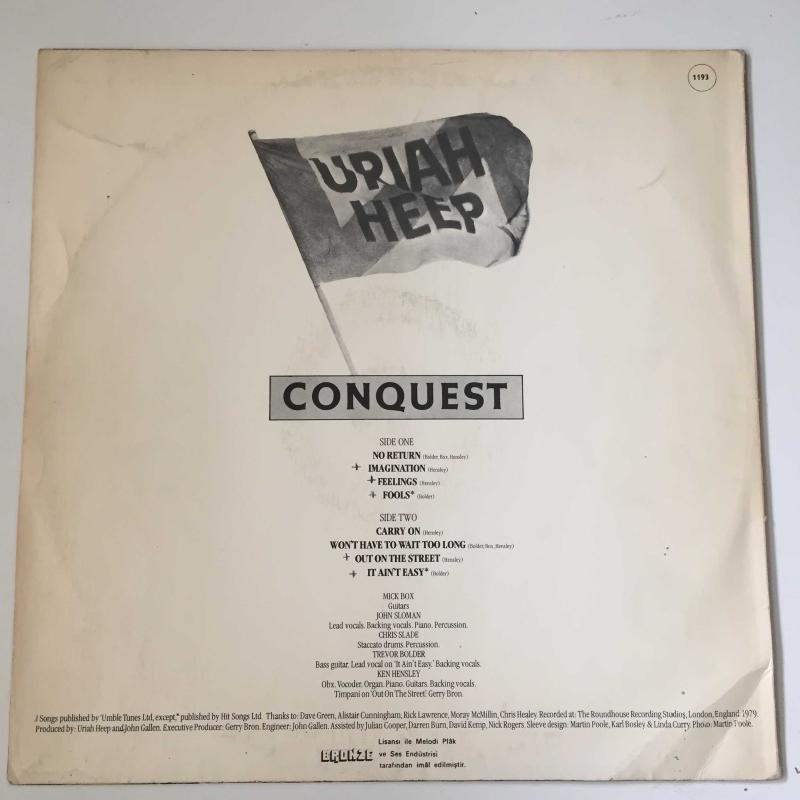 1193
URIAH
HEEP
CONQUEST
SIDE ONE
NO RETURN (Bolder, Box, Hensley)
+ IMAGINATION (Hensley)
+ FEELINGS (Hensley)
+ FOOLS* (Bolder)
SIDE TWO
CARRY ON (Hensley)
WON'T HAVE TO WAIT TOO LONG (Bolder, Box, Hensley)
+ OUT ON THE STREET (Hensley)
+ IT AIN'T EASY* (Bolder)
MICK BOX
Guitars
JOHN SLOMAN
Lead vocals. Backing vocals. Piano. Percussion.
CHRIS SLADE
Staccato drums. Percussion.
TREVOR BOLDER
Bass guitar. Lead vocal on 'It Ain't Easy.' Backing vocals.
KEN HENSLEY
Obx. Vocoder. Organ. Piano. Guitars. Backing vocals.
Timpani on 'Out On The Street' Gerry Bron.
Songs published by 'Umble Tunes Ltd, except,* published by Hit Songs Ltd Thanks to: Dave Green, Alistair Cunningham, Rick Lawrence, Moray McMillin, Chris Healey. Recorded at: The Roundhouse Recording Studios, London, England 1979.
Produced by: Uriah Heep and John Gallen. Executive Producer: Gerry Bron. Engineer: John Gallen. Assisted by Julian Cooper, Darren Burn, David Kemp, Nick Rogers. Sleeve design: Martin Poole, Karl Bosley & Linda Curry. Photo: Martin Poole.
Lisansı ile Melodi Plâk
BRONZE ve Ses Endüstrisi
tarafından imâl edilmiştir.